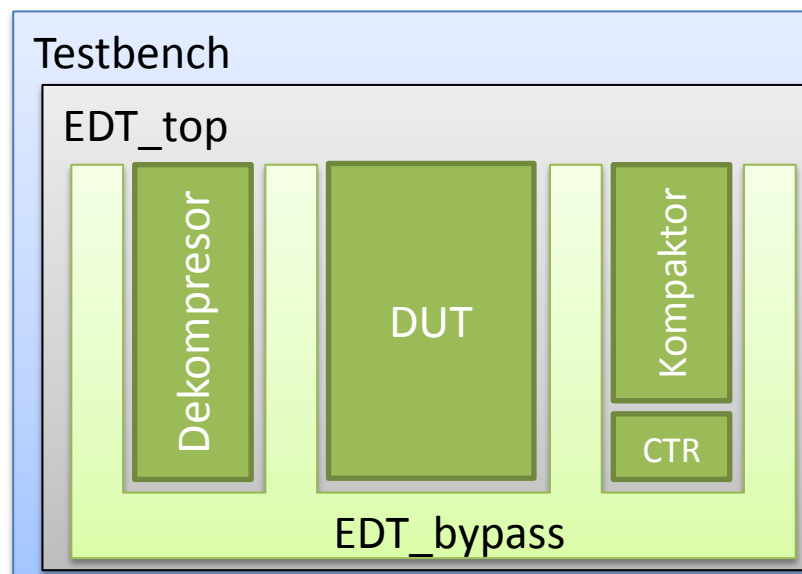 Testbench
EDT_top
Dekompresor
DUT
Kompaktor
CTR
EDT_bypass